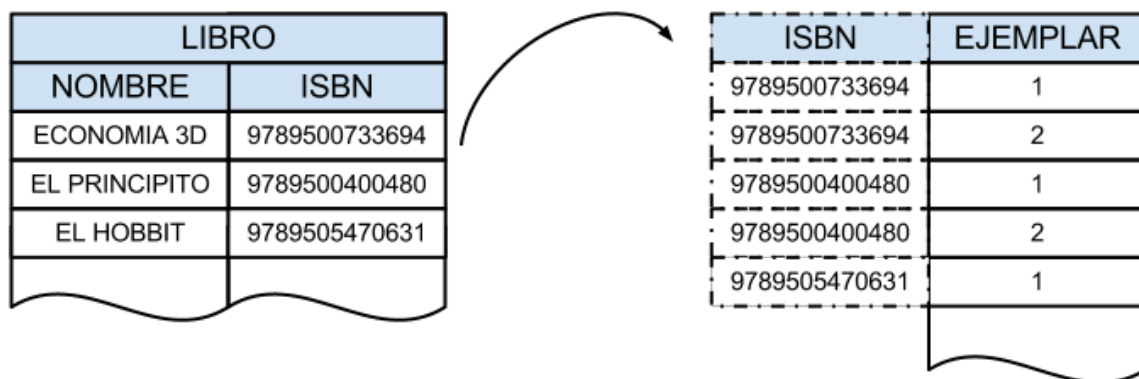 LIBRO
NOMBRE ISBN
ECONOMIA 3D 9789500733694
EL PRINCIPITO 9789500400480
EL HOBBIT 9789505470631
ISBN EJEMPLAR
9789500733694 1
9789500733694 2
9789500400480 1
9789500400480 2
9789505470631 1